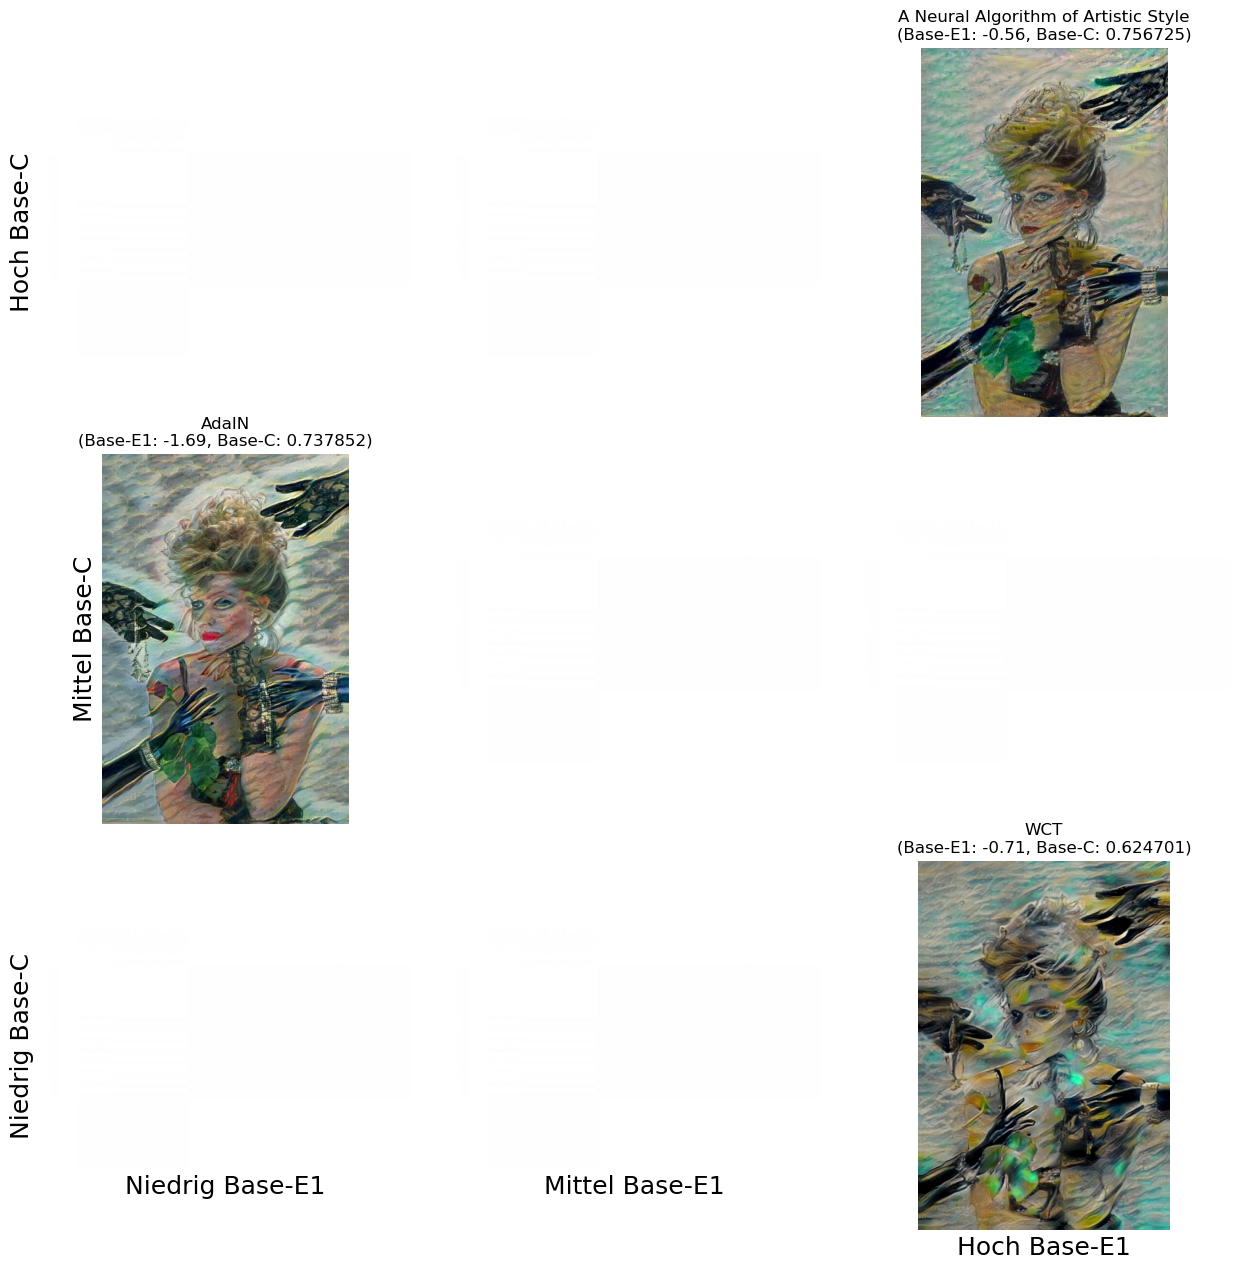 A Neural Algorithm of Artistic Style
(Base-E1: -0.56, Base-C: 0.756725)
Hoch Base-C
AdaIN
(Base-E1: -1.69, Base-C: 0.737852)
Mittel Base-C
WCT
(Base-E1: -0.71, Base-C: 0.624701)
Niedrig Base-C
Niedrig Base-E1
Mittel Base-E1
Hoch Base-E1